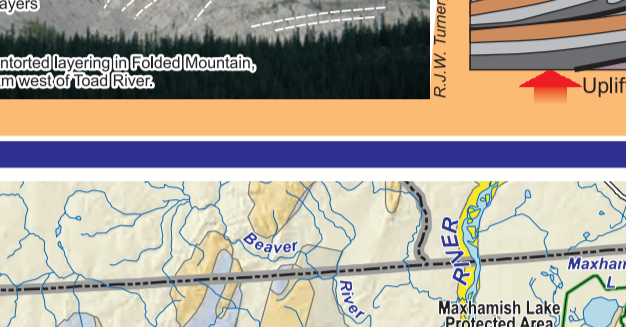 ayers
ntorted layering in Folded Mountain,
m west of Toad River.
R.J.W. Turner
Uplif
Beaver
River
RIVER
Maxham
L.
Maxhamish Lake
Protected Area